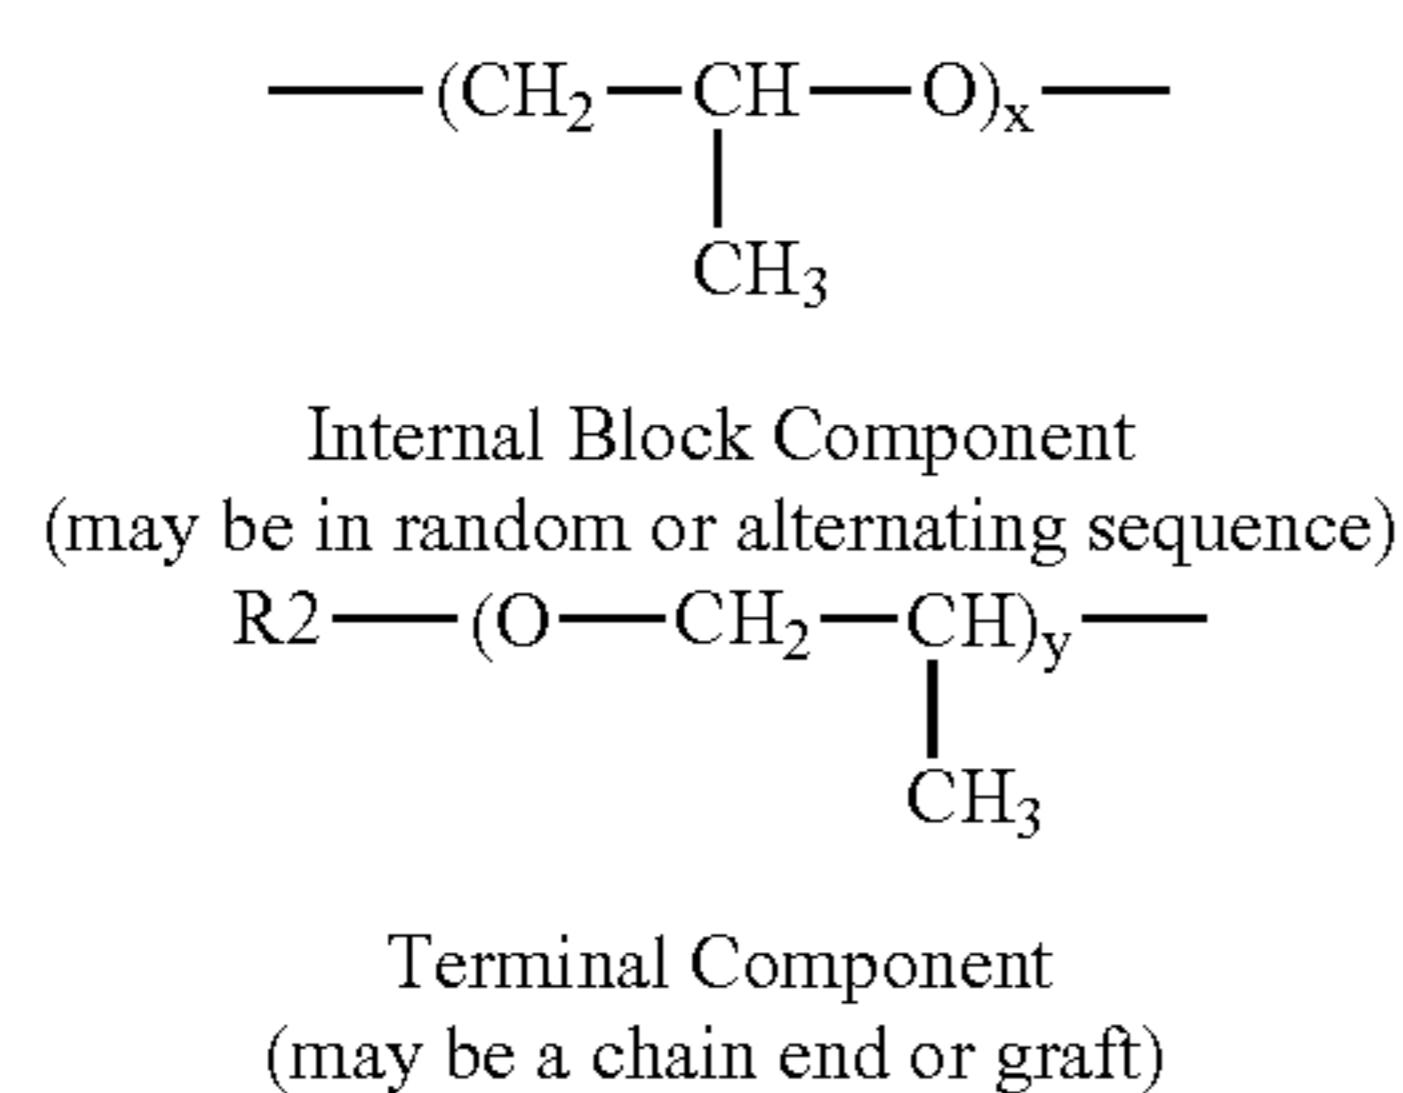 —(CH₂—CH—O)ₓ—
CH₃
Internal Block Component
(may be in random or alternating sequence)
R2—(O—CH₂—CH)y—
CH₃
Terminal Component
(may be a chain end or graft)